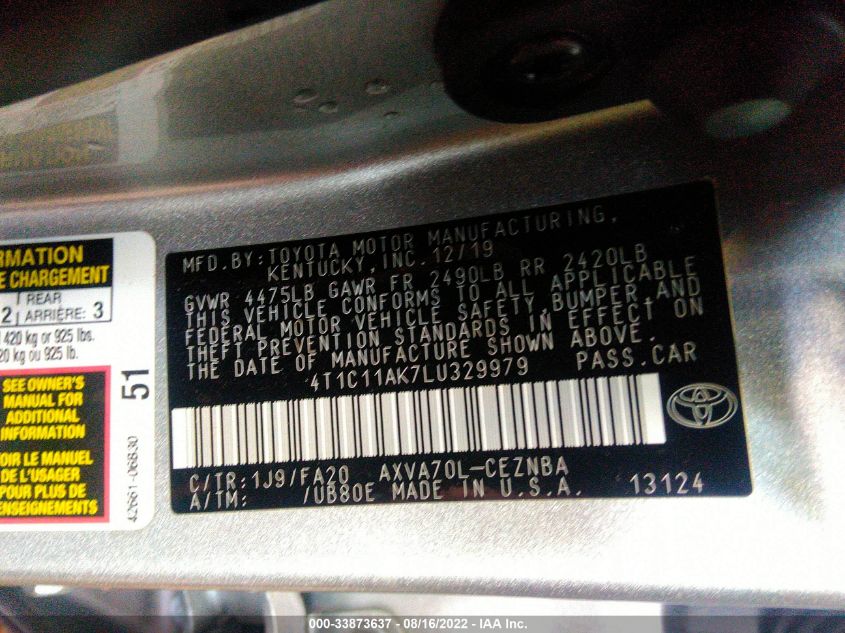 MFD. BY: TOYOTA MOTOR MANUFACTURING,
KENTUCKY, INC. 12/19
GVWR 4475LB GAWR FR 2490LB RR 2420LB
THIS VEHICLE CONFORMS TO ALL APPLICABLE
FEDERAL MOTOR VEHICLE SAFETY, BUMPER AND
THEFT PREVENTION STANDARDS IN EFFECT ON
THE DATE OF MANUFACTURE SHOWN ABOVE.
4T1C11AK7LU329979 PASS.CAR
C/TR: 1J9/FA20 AXVA70L-CEZNBA
A/TM: /UB80E MADE IN U.S.A. 13124
RMATION
E CHARGEMENT
2 REAR
ARRIÈRE: 3
420 kg or 925 lbs.
20 kg ou 925 lb.
SEE OWNER'S
MANUAL FOR
ADDITIONAL
INFORMATION
OIR LE MANUEL
DE L'USAGER
POUR PLUS DE
ENSEIGNEMENTS
51
42661-06B30
000-33873637 - 08/16/2022 - IAA Inc.